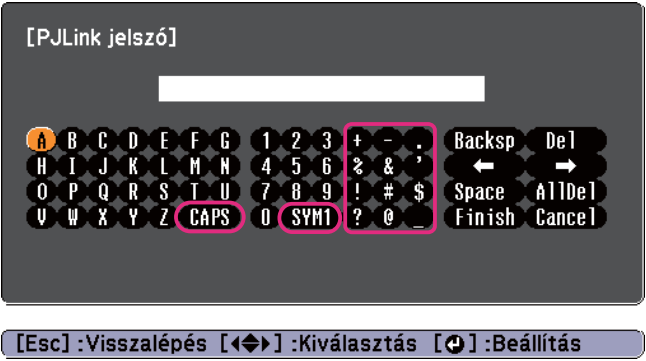 [PJLink jelszó]
A B C D E F G 1 2 3 + - . Backsp Del
H I J K L M N 4 5 6 % & ' ← →
O P Q R S T U 7 8 9 ! # $ Space AllDel
V W X Y Z CAPS 0 SYM1 ? @ _ Finish Cancel
[Esc] :Visszalépés [◀◆▶] :Kiválasztás [↵] :Beállítás